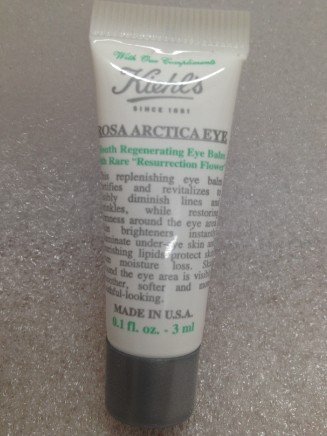 With Our Compliments
Kiehl's
SINCE 1851
ROSA ARCTICA EYE
Youth Regenerating Eye Balm
with Rare "Resurrection Flower"
This replenishing eye balm
fortifies and revitalizes to
visibly diminish lines and
wrinkles, while restoring
firmness around the eye area
brighteners instantly
illuminate under-eye skin and
lipids protect skin
from moisture loss. Skin
around the eye area is visibly
smoother, softer and more
youthful-looking.
MADE IN U.S.A.
0.1 fl. oz. - 3 ml